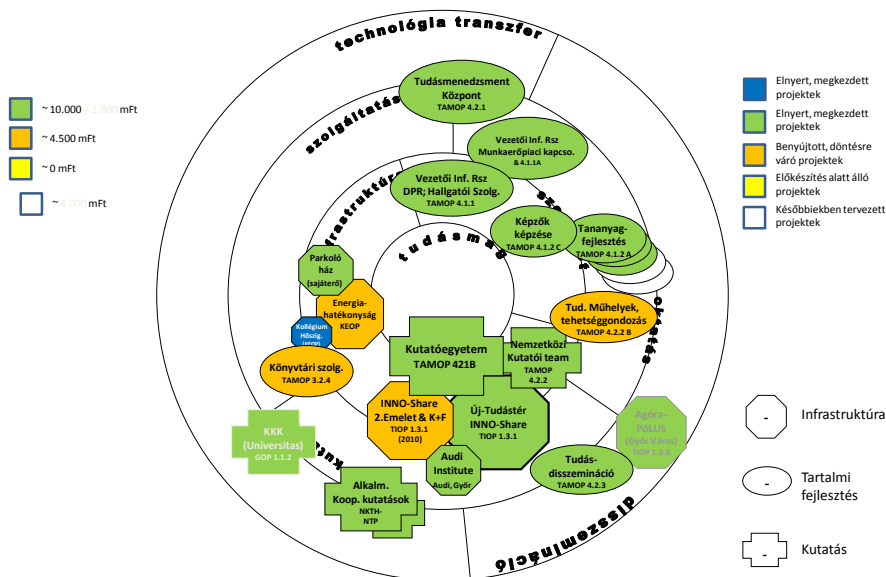 technológia transzfer
szolgáltatás
tudásmag
disszemináció
~ 10.000 + 1.800 mFt
~ 4.500 mFt
~ 0 mFt
~ 4.000 mFt
Elnyert, megkezdett
projektek
Elnyert, megkezdett
projektek
Benyújtott, döntésre
váró projektek
Előkészítés alatt álló
projektek
Későbbiekben tervezett
projektek
Tudásmenedzsment
Központ
TAMOP 4.2.1
Vezetői Inf. Rsz
Munkaerőpiaci kapcso.
& 4.1.1A
Vezetői Inf. Rsz
DPR; Hallgatói Szolg.
TAMOP 4.1.1
Képzők
képzése
TAMOP 4.1.2 C
Tananyag-
fejlesztés
TAMOP 4.1.2 A
Parkoló
ház
(sajáterő)
Energia-
hatékonyság
KEOP
Kollégium
Hőszig.
Tud. Műhelyek,
tehetséggondozás
TAMOP 4.2.2 B
Könyvtári szolg.
TAMOP 3.2.4
Kutatóegyetem
TAMOP 421B
Nemzetközi
Kutatói team
TAMOP
4.2.2
KKK
(Universitas)
GOP 1.1.2
INNO-Share
2.Emelet & K+F
TIOP 1.3.1
(2010)
Új-Tudástér
INNO-Share
TIOP 1.3.1
Agóra-
PóLUS
(Győr Város)
TIOP 1.3.3
Audi
Institute
Audi, Győr
Tudás-
disszemináció
TAMOP 4.2.3
Alkalm.
Koop. kutatások
NKTH-
NTP
-
Infrastruktúra
-
Tartalmi
fejlesztés
-
Kutatás